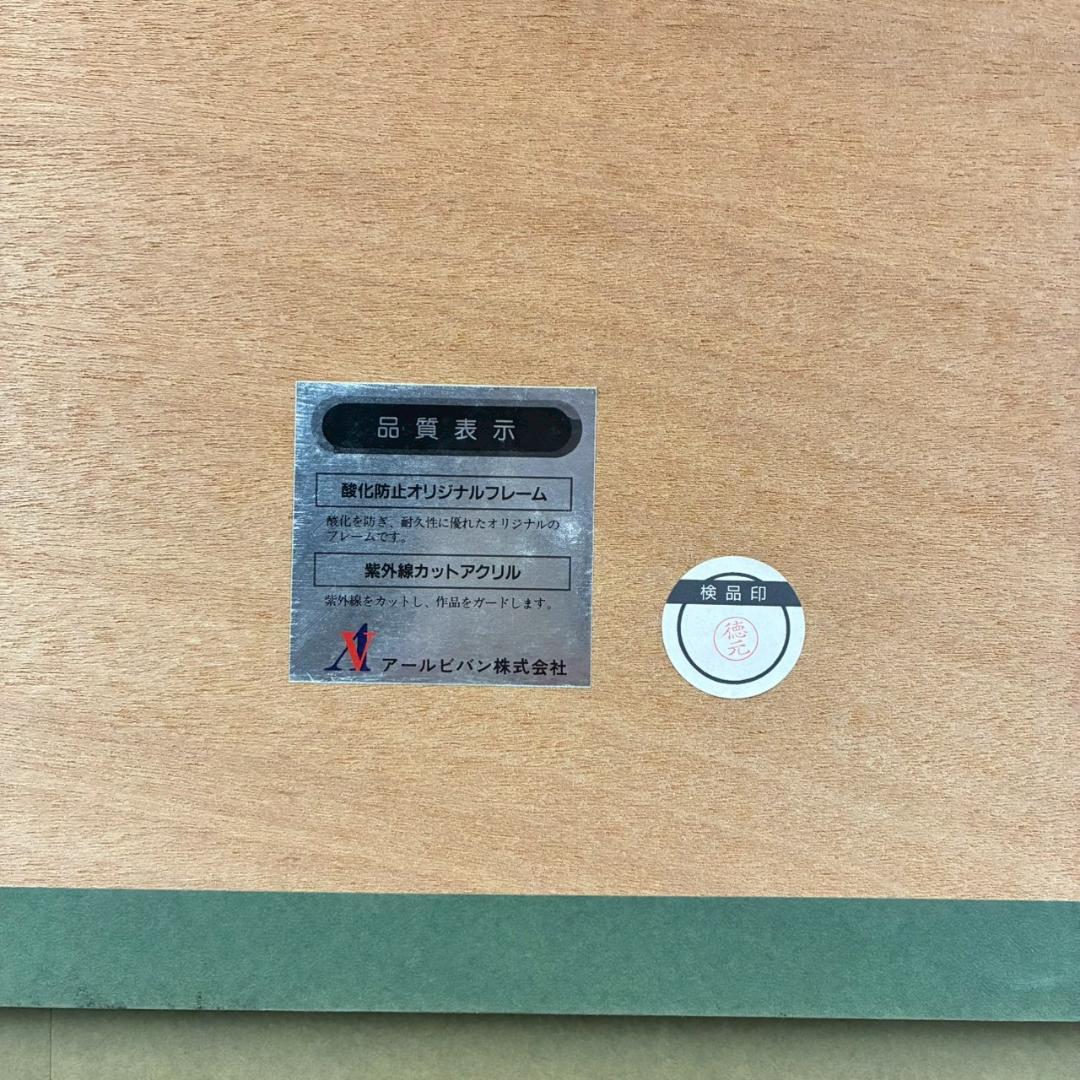 品質表示
酸化防止オリジナルフレーム
酸化を防ぎ、耐久性に優れたオリジナルの
フレームです。
紫外線カットアクリル
紫外線をカットし、作品をガードします。
AV アールビバン株式会社
検品印
徳
元